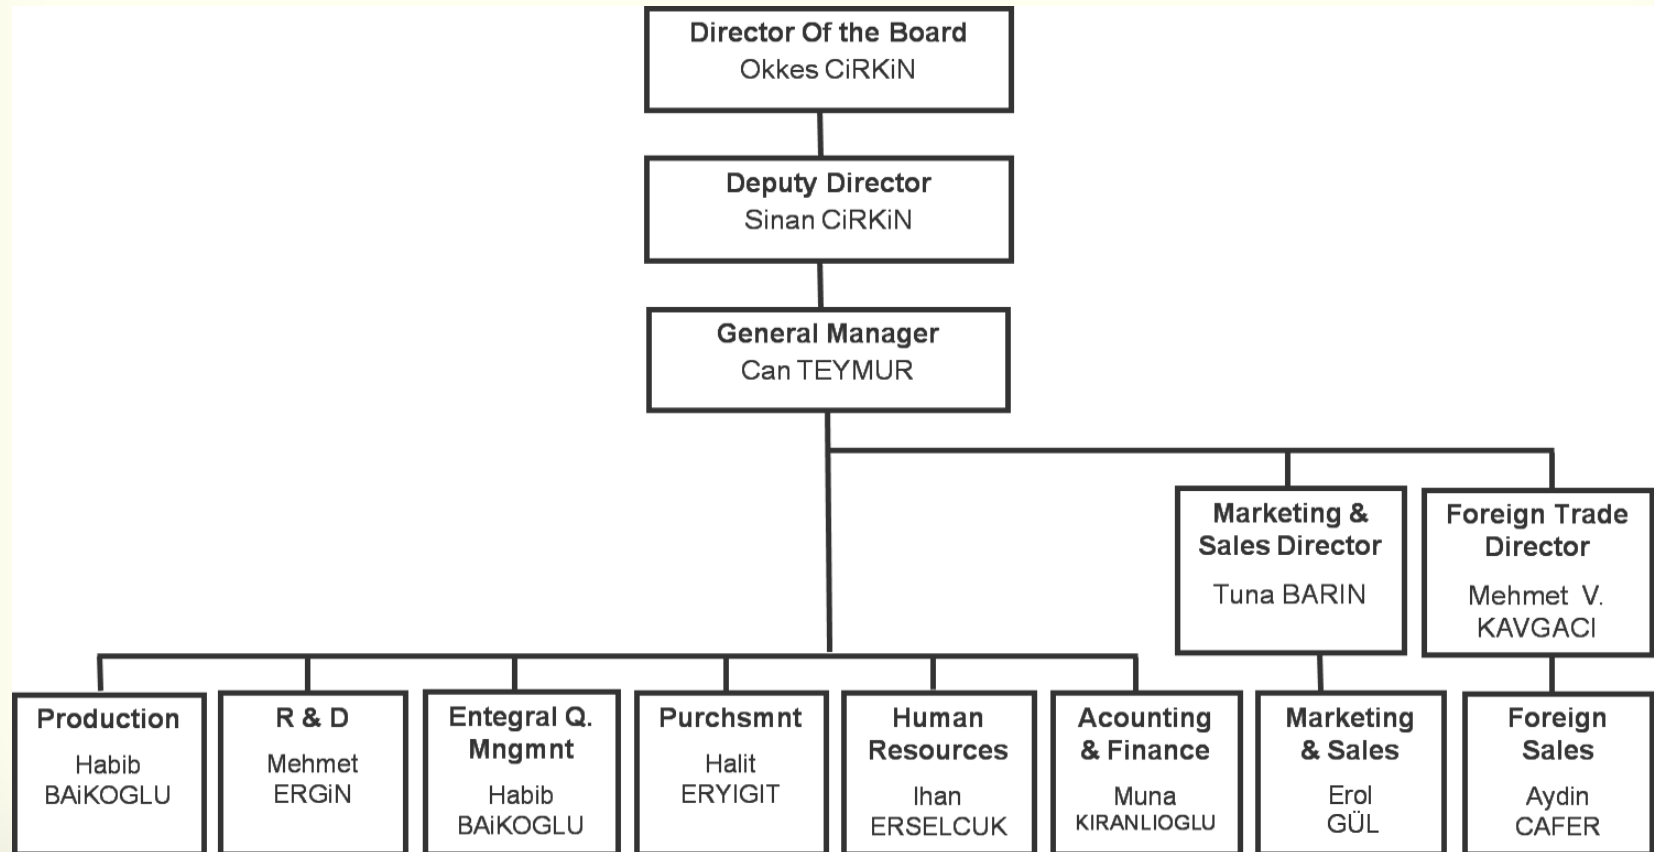 Director Of the Board
Okkes CiRKiN
Deputy Director
Sinan CiRKiN
General Manager
Can TEYMUR
Marketing &
Sales Director
Tuna BARIN
Foreign Trade
Director
Mehmet V.
KAVGACI
Production
Habib
BAiKOGLU
R & D
Mehmet
ERGiN
Entegral Q.
Mngmnt
Habib
BAiKOGLU
Purchsmnt
Halit
ERYIGIT
Human
Resources
Ihan
ERSELCUK
Acounting
& Finance
Muna
KIRANLIOGLU
Marketing
& Sales
Erol
GÜL
Foreign
Sales
Aydin
CAFER